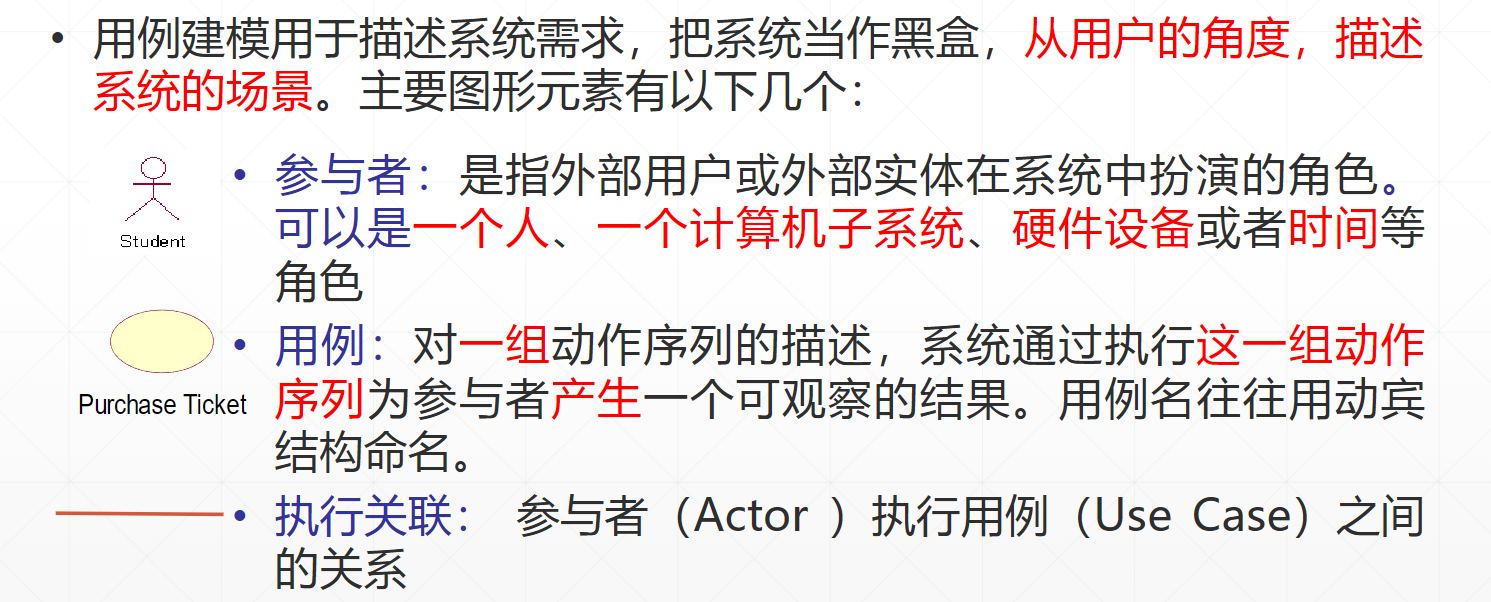 • 用例建模用于描述系统需求，把系统当作黑盒，从用户的角度，描述
系统的场景。主要图形元素有以下几个：
• 参与者：是指外部用户或外部实体在系统中扮演的角色。
可以是一个人、一个计算机子系统、硬件设备或者时间等
角色
Student
• 用例：对一组动作序列的描述，系统通过执行这一组动作
序列为参与者产生一个可观察的结果。用例名往往用动宾
结构命名。
Purchase Ticket
• 执行关联： 参与者（Actor ）执行用例（Use Case）之间
的关系